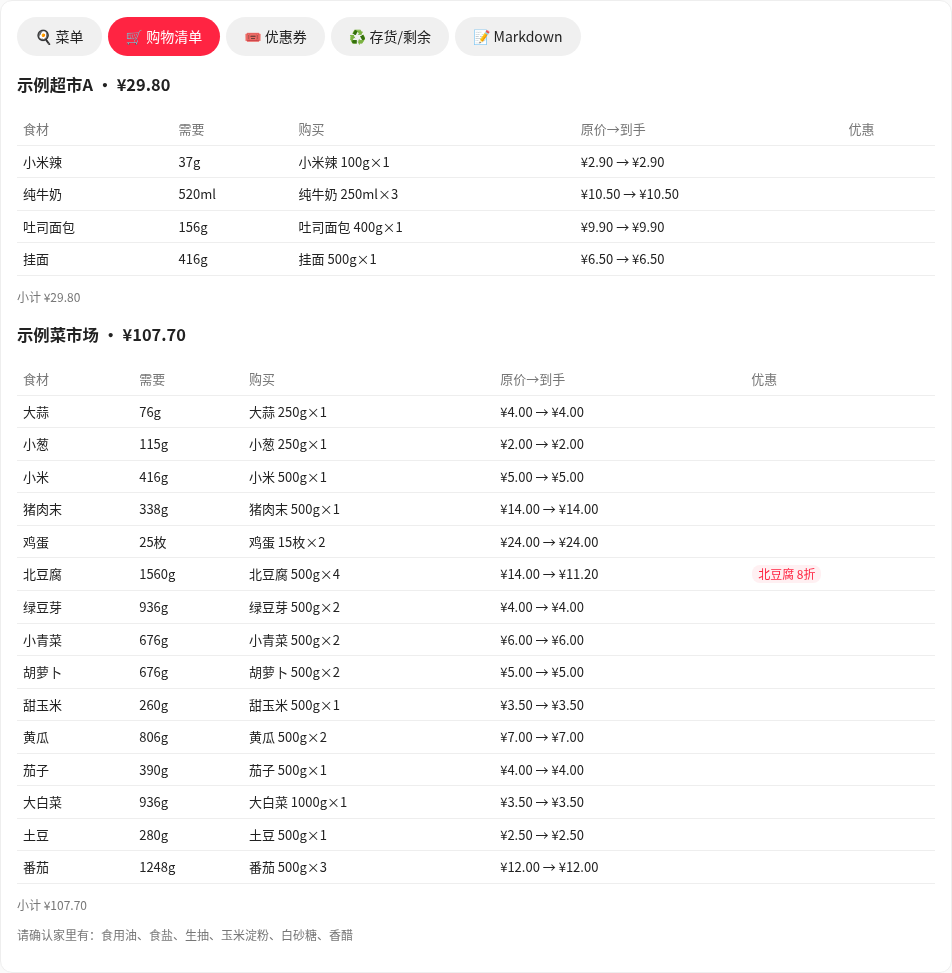 🍳 菜单 🛒 购物清单 🎟️ 优惠券 ♻️ 存货/剩余 📝 Markdown
示例超市A · ¥29.80
食材 需要 购买 原价→到手 优惠
小米辣 37g 小米辣 100g×1 ¥2.90 → ¥2.90
纯牛奶 520ml 纯牛奶 250ml×3 ¥10.50 → ¥10.50
吐司面包 156g 吐司面包 400g×1 ¥9.90 → ¥9.90
挂面 416g 挂面 500g×1 ¥6.50 → ¥6.50
小计 ¥29.80
示例菜市场 · ¥107.70
食材 需要 购买 原价→到手 优惠
大蒜 76g 大蒜 250g×1 ¥4.00 → ¥4.00
小葱 115g 小葱 250g×1 ¥2.00 → ¥2.00
小米 416g 小米 500g×1 ¥5.00 → ¥5.00
猪肉末 338g 猪肉末 500g×1 ¥14.00 → ¥14.00
鸡蛋 25枚 鸡蛋 15枚×2 ¥24.00 → ¥24.00
北豆腐 1560g 北豆腐 500g×4 ¥14.00 → ¥11.20 北豆腐 8折
绿豆芽 936g 绿豆芽 500g×2 ¥4.00 → ¥4.00
小青菜 676g 小青菜 500g×2 ¥6.00 → ¥6.00
胡萝卜 676g 胡萝卜 500g×2 ¥5.00 → ¥5.00
甜玉米 260g 甜玉米 500g×1 ¥3.50 → ¥3.50
黄瓜 806g 黄瓜 500g×2 ¥7.00 → ¥7.00
茄子 390g 茄子 500g×1 ¥4.00 → ¥4.00
大白菜 936g 大白菜 1000g×1 ¥3.50 → ¥3.50
土豆 280g 土豆 500g×1 ¥2.50 → ¥2.50
番茄 1248g 番茄 500g×3 ¥12.00 → ¥12.00
小计 ¥107.70
请确认家里有：食用油、食盐、生抽、玉米淀粉、白砂糖、香醋